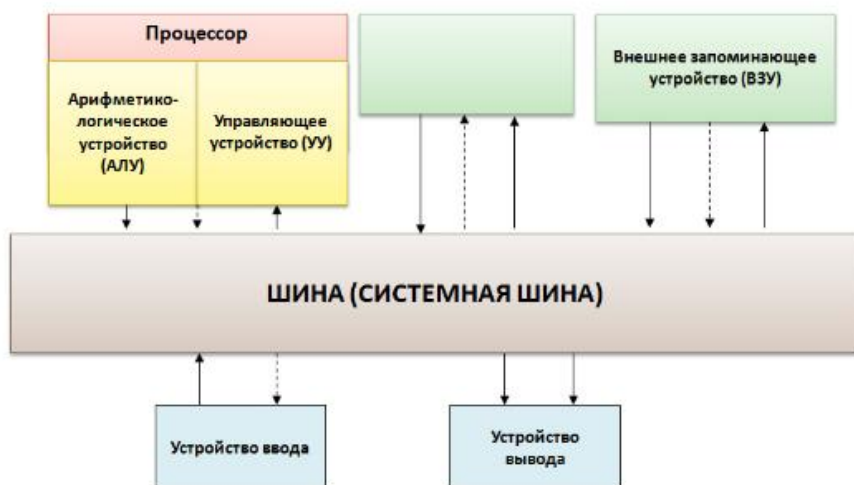 Процессор
Арифметико-
логическое
устройство
(АЛУ)
Управляющее
устройство (УУ)
Внешнее запоминающее
устройство (ВЗУ)
ШИНА (СИСТЕМНАЯ ШИНА)
Устройство ввода
Устройство
вывода